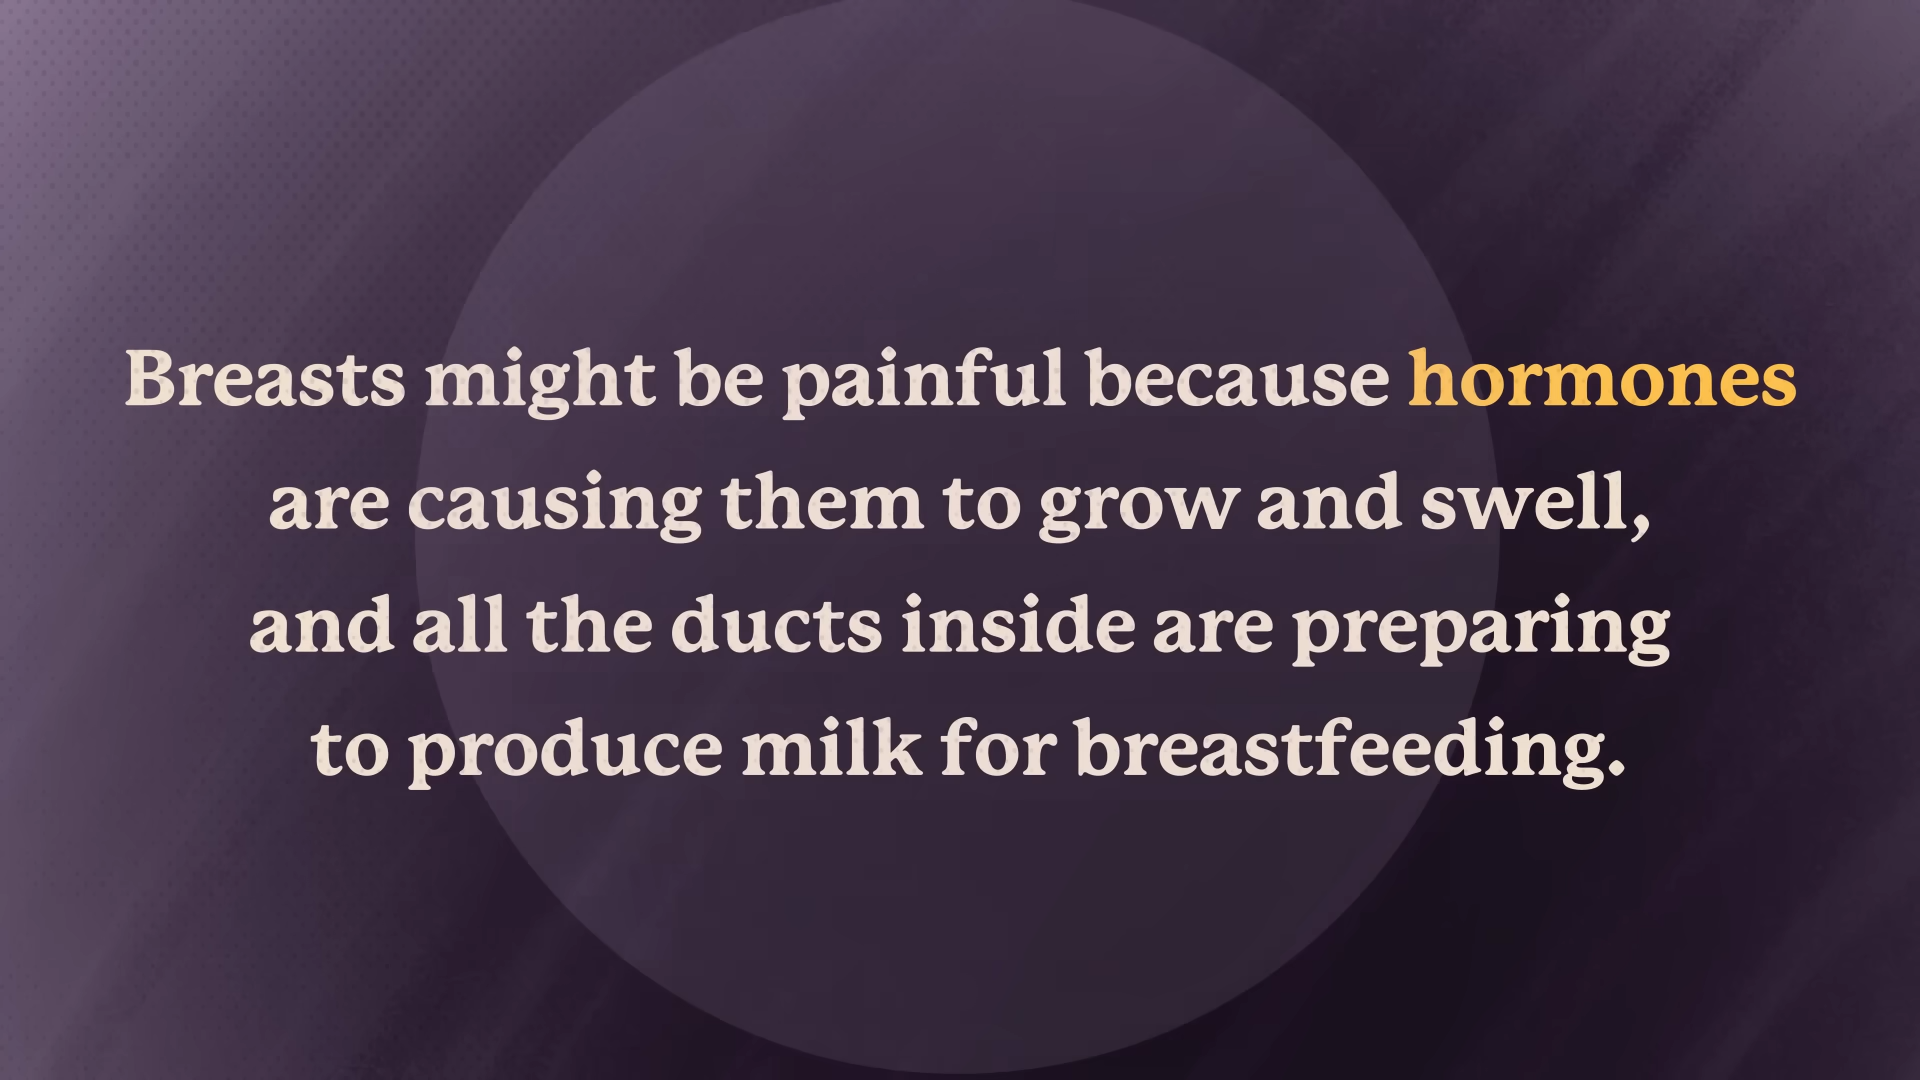 Breasts might be painful because hormones
are causing them to grow and swell,
and all the ducts inside are preparing
to produce milk for breastfeeding.